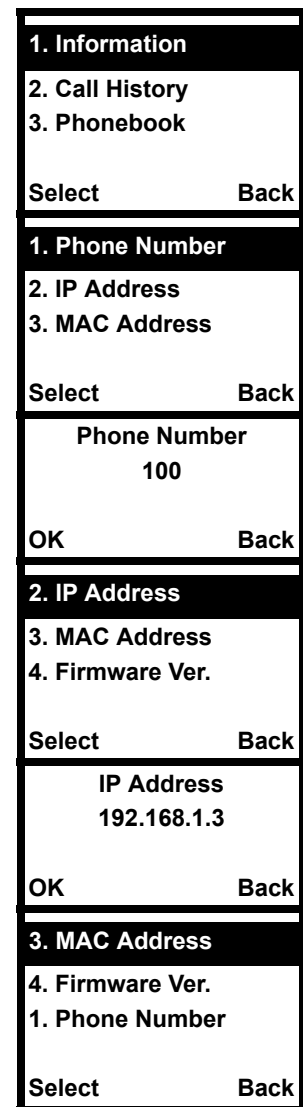 1. Information
2. Call History
3. Phonebook
Select Back
1. Phone Number
2. IP Address
3. MAC Address
Select Back
Phone Number
100
OK Back
2. IP Address
3. MAC Address
4. Firmware Ver.
Select Back
IP Address
192.168.1.3
OK Back
3. MAC Address
4. Firmware Ver.
1. Phone Number
Select Back